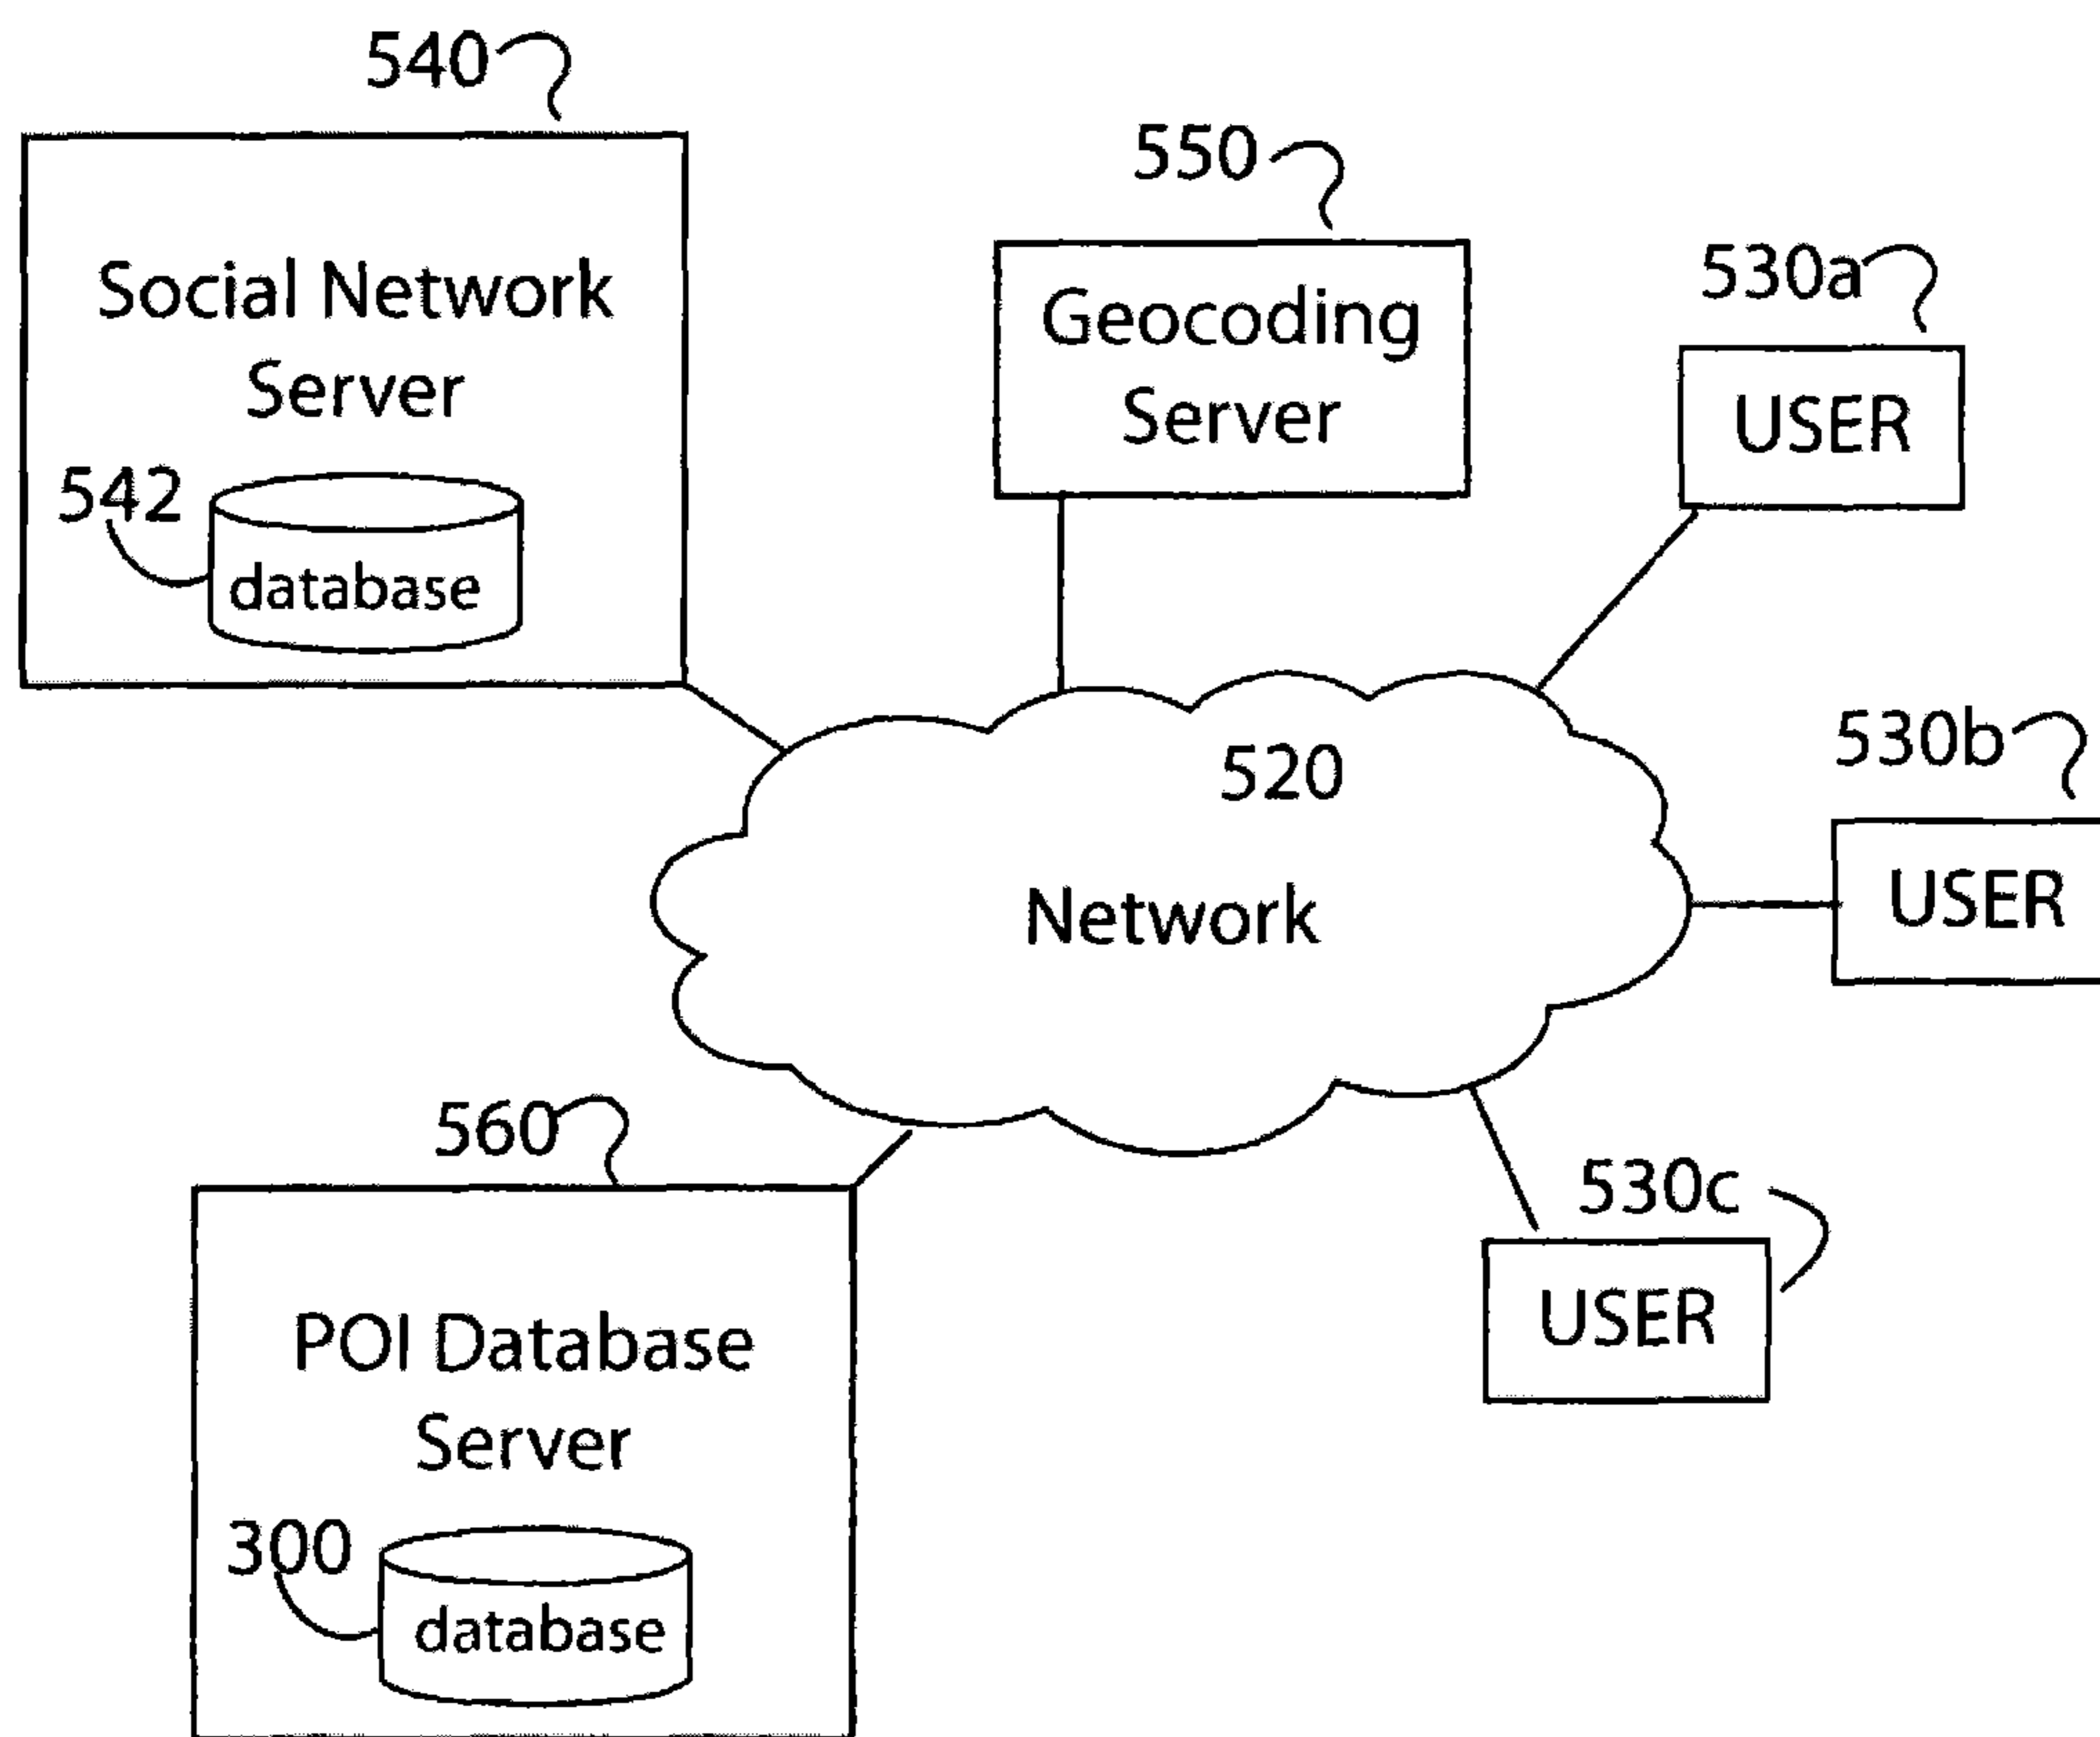 540
Social Network
Server
542
database
550
Geocoding
Server
530a
USER
520
Network
530b
USER
560
POI Database
Server
300
database
530c
USER